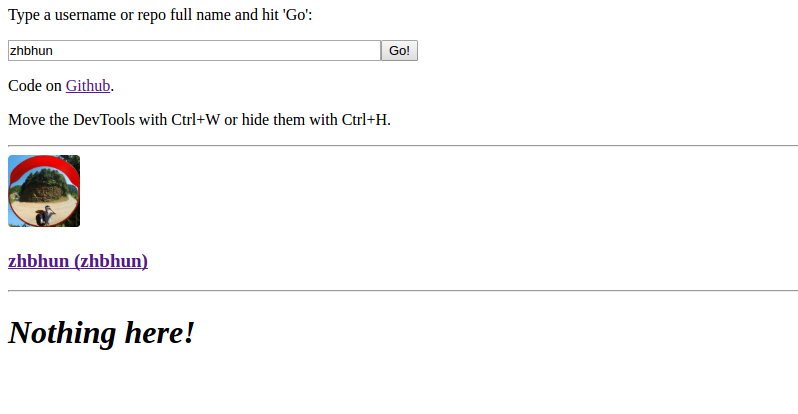 Type a username or repo full name and hit 'Go':
zhbhun Go!
Code on Github.
Move the DevTools with Ctrl+W or hide them with Ctrl+H.
zhbhun (zhbhun)
Nothing here!